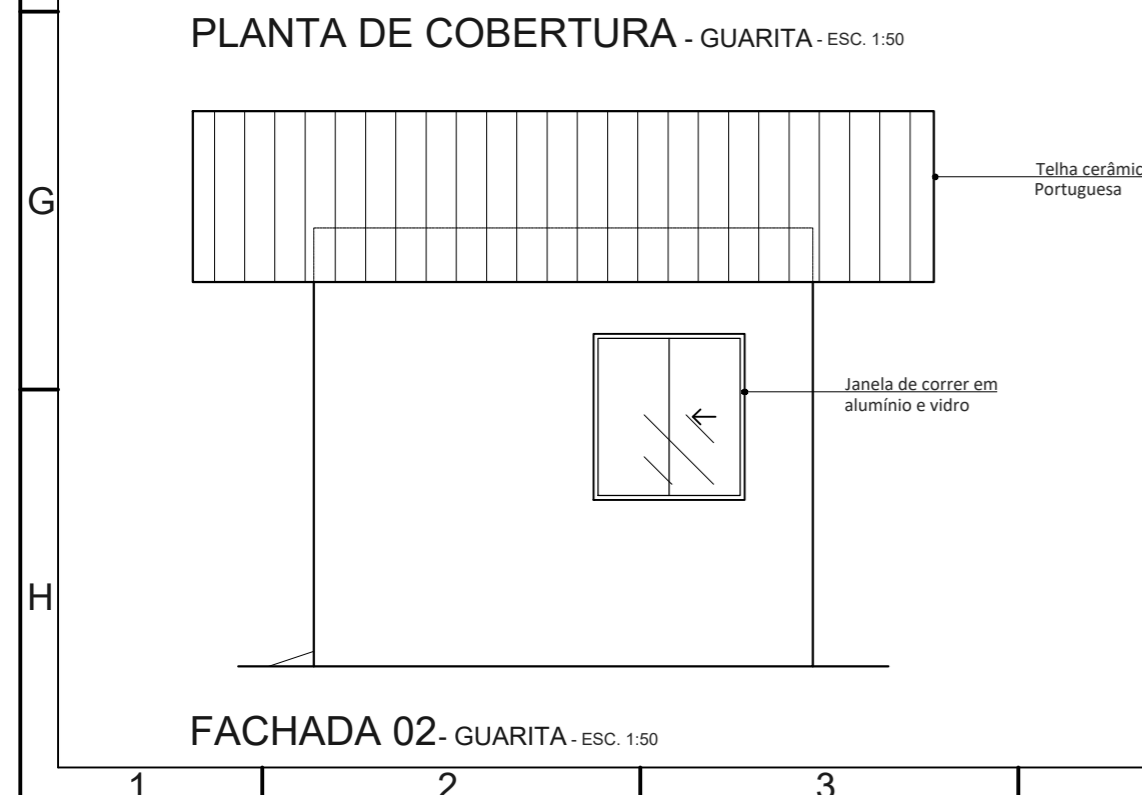 PLANTA DE COBERTURA - GUARITA - ESC. 1:50
G
Telha cerâmic
Portuguesa
Janela de correr em
alumínio e vidro
H
FACHADA 02- GUARITA - ESC. 1:50
1 2 3